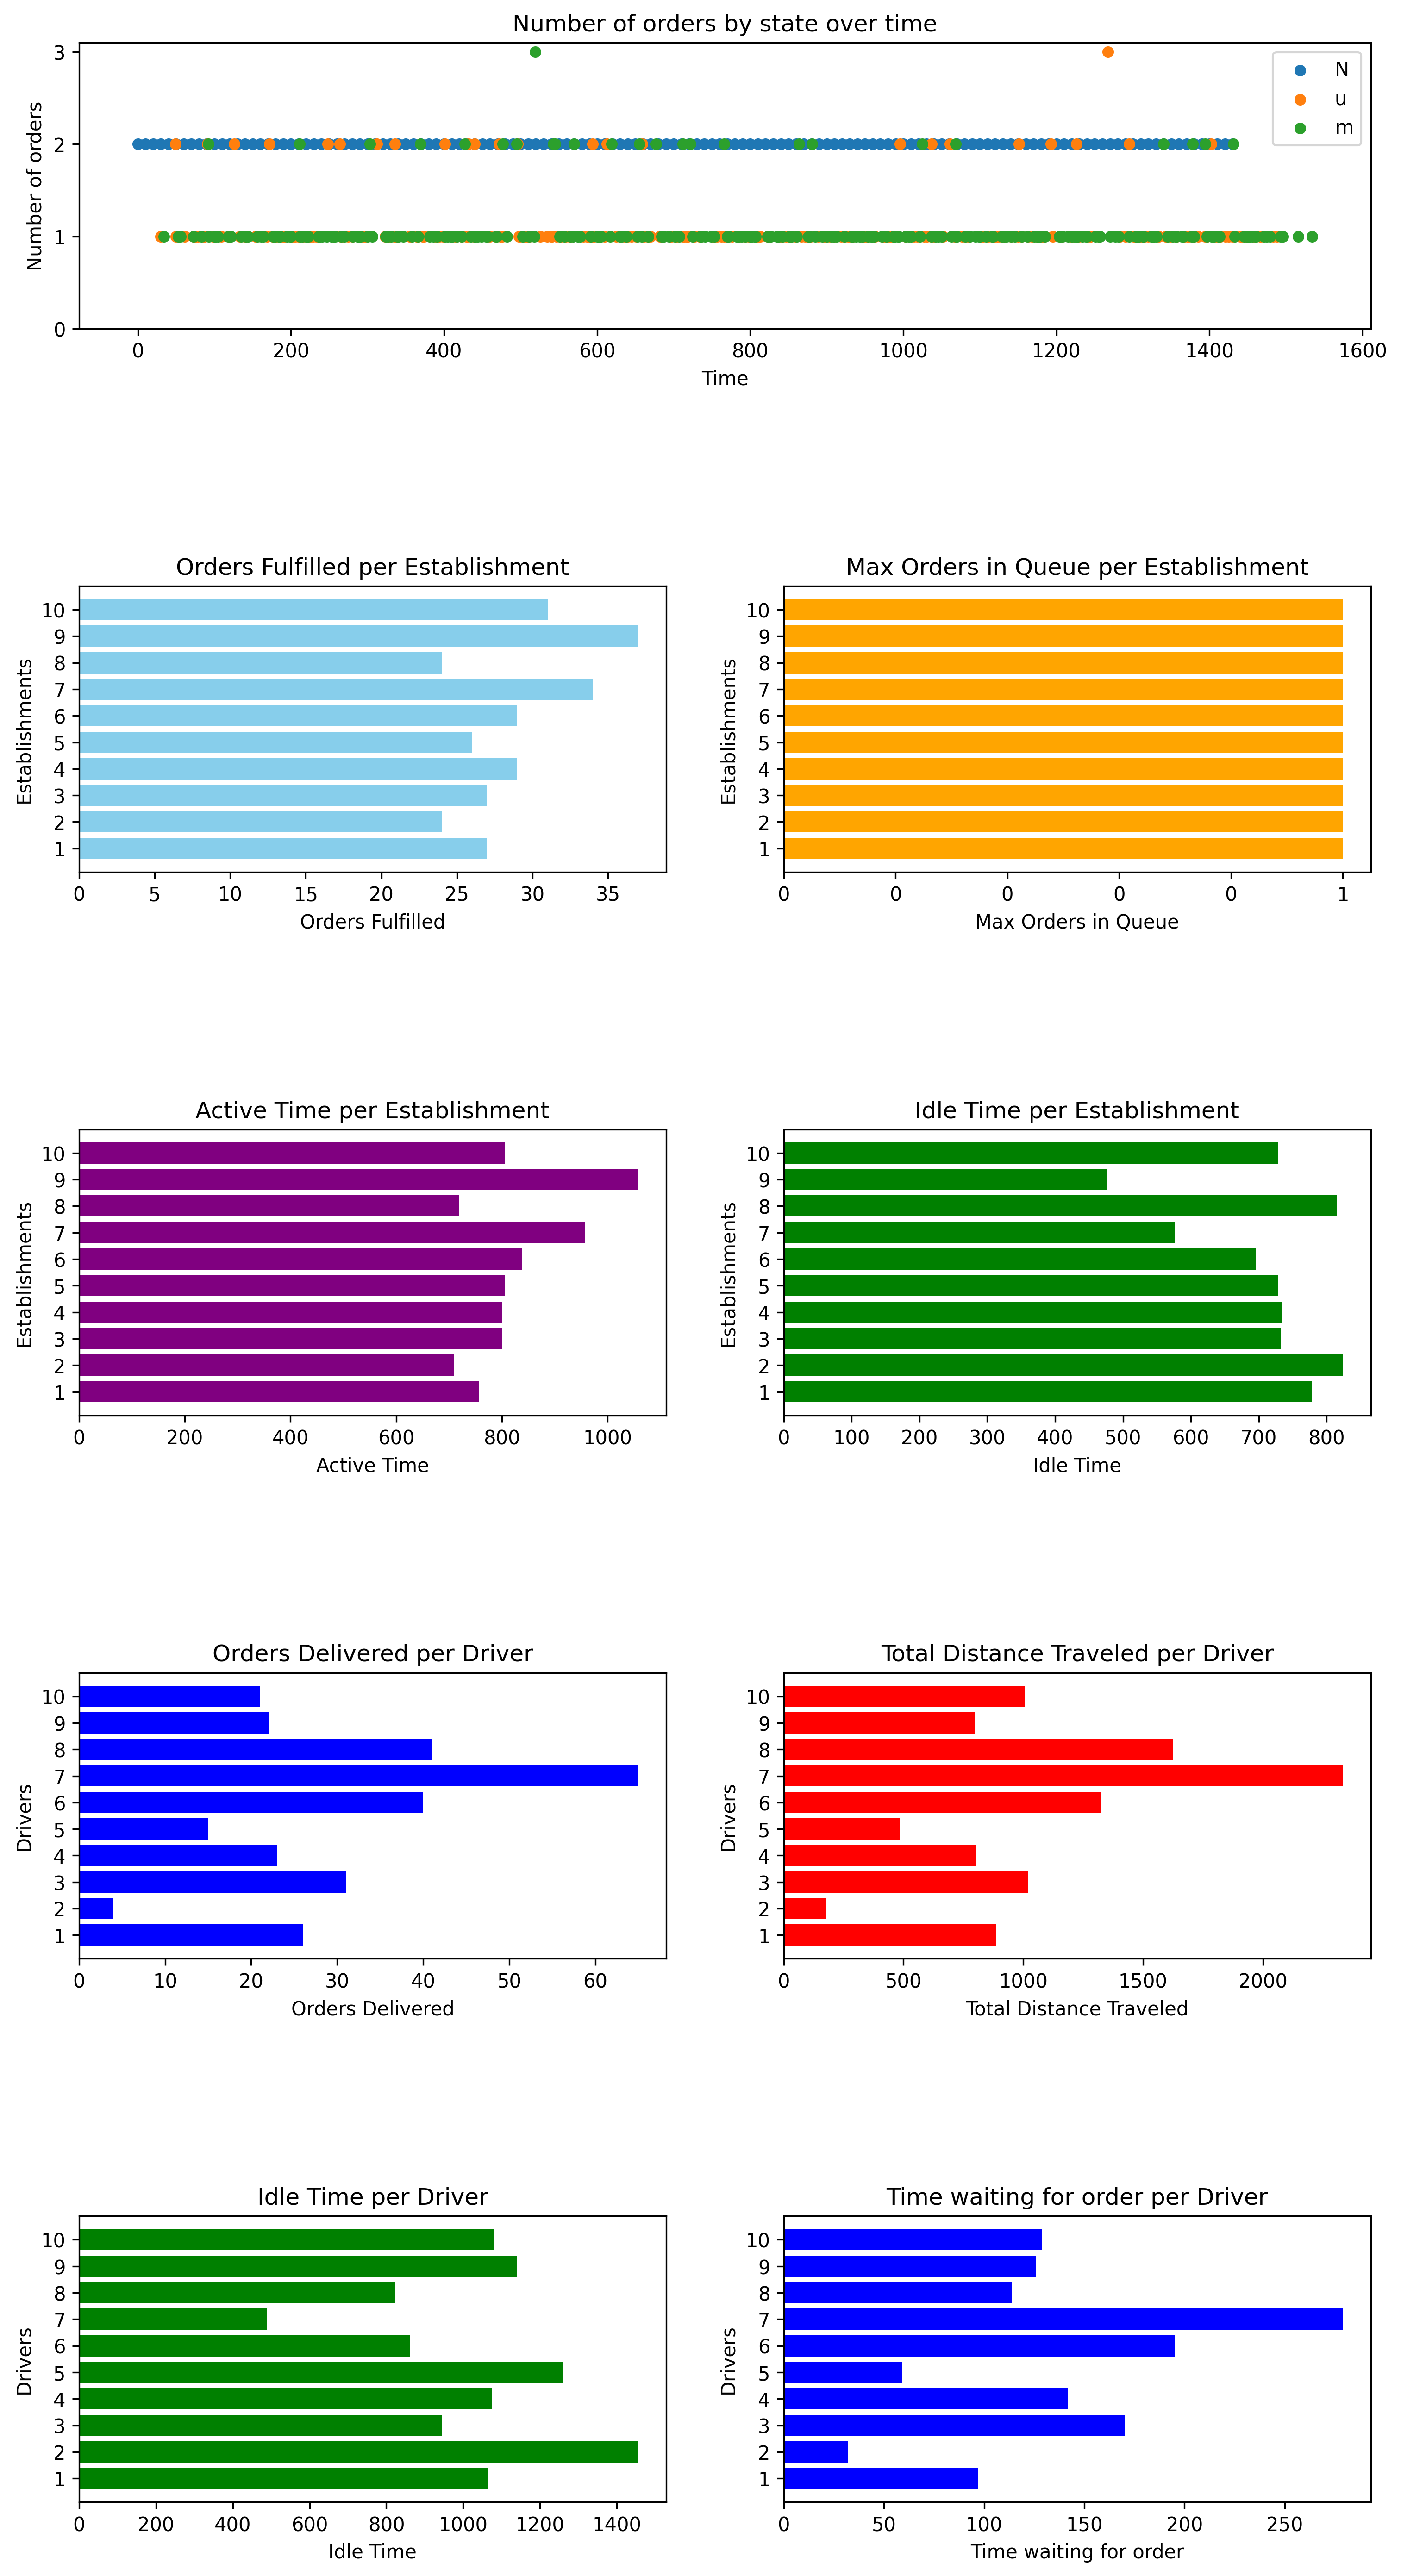 Number of orders by state over time
3
2
1
0
Number of orders
N
u
m
0 200 400 600 800 1000 1200 1400 1600
Time
Orders Fulfilled per Establishment
10
9
8
7
6
5
4
3
2
1
Establishments
0 5 10 15 20 25 30 35
Orders Fulfilled
Max Orders in Queue per Establishment
10
9
8
7
6
5
4
3
2
1
Establishments
0 0 0 0 0 1
Max Orders in Queue
Active Time per Establishment
10
9
8
7
6
5
4
3
2
1
Establishments
0 200 400 600 800 1000
Active Time
Idle Time per Establishment
10
9
8
7
6
5
4
3
2
1
Establishments
0 100 200 300 400 500 600 700 800
Idle Time
Orders Delivered per Driver
10
9
8
7
6
5
4
3
2
1
Drivers
0 10 20 30 40 50 60
Orders Delivered
Total Distance Traveled per Driver
10
9
8
7
6
5
4
3
2
1
Drivers
0 500 1000 1500 2000
Total Distance Traveled
Idle Time per Driver
10
9
8
7
6
5
4
3
2
1
Drivers
0 200 400 600 800 1000 1200 1400
Idle Time
Time waiting for order per Driver
10
9
8
7
6
5
4
3
2
1
Drivers
0 50 100 150 200 250
Time waiting for order